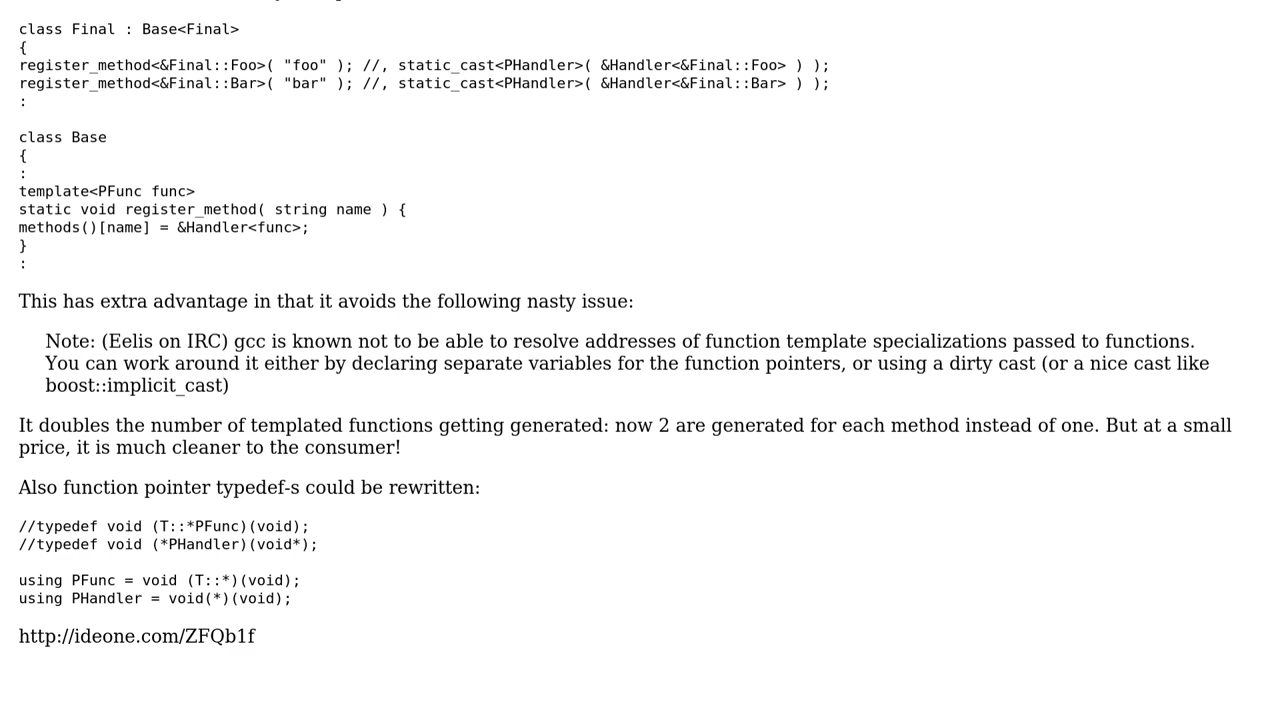 class Final : Base<Final>
{
register_method<&Final::Foo>( "foo" ); //, static_cast<PHandler>( &Handler<&Final::Foo> ) );
register_method<&Final::Bar>( "bar" ); //, static_cast<PHandler>( &Handler<&Final::Bar> ) );
:
class Base
{
:
template<PFunc func>
static void register_method( string name ) {
methods()[name] = &Handler<func>;
}
:
This has extra advantage in that it avoids the following nasty issue:
Note: (Eelis on IRC) gcc is known not to be able to resolve addresses of function template specializations passed to functions.
You can work around it either by declaring separate variables for the function pointers, or using a dirty cast (or a nice cast like
boost::implicit_cast)
It doubles the number of templated functions getting generated: now 2 are generated for each method instead of one. But at a small
price, it is much cleaner to the consumer!
Also function pointer typedef-s could be rewritten:
//typedef void (T::*PFunc)(void);
//typedef void (*PHandler)(void*);
using PFunc = void (T::*)(void);
using PHandler = void(*)(void);
http://ideone.com/ZFQb1f